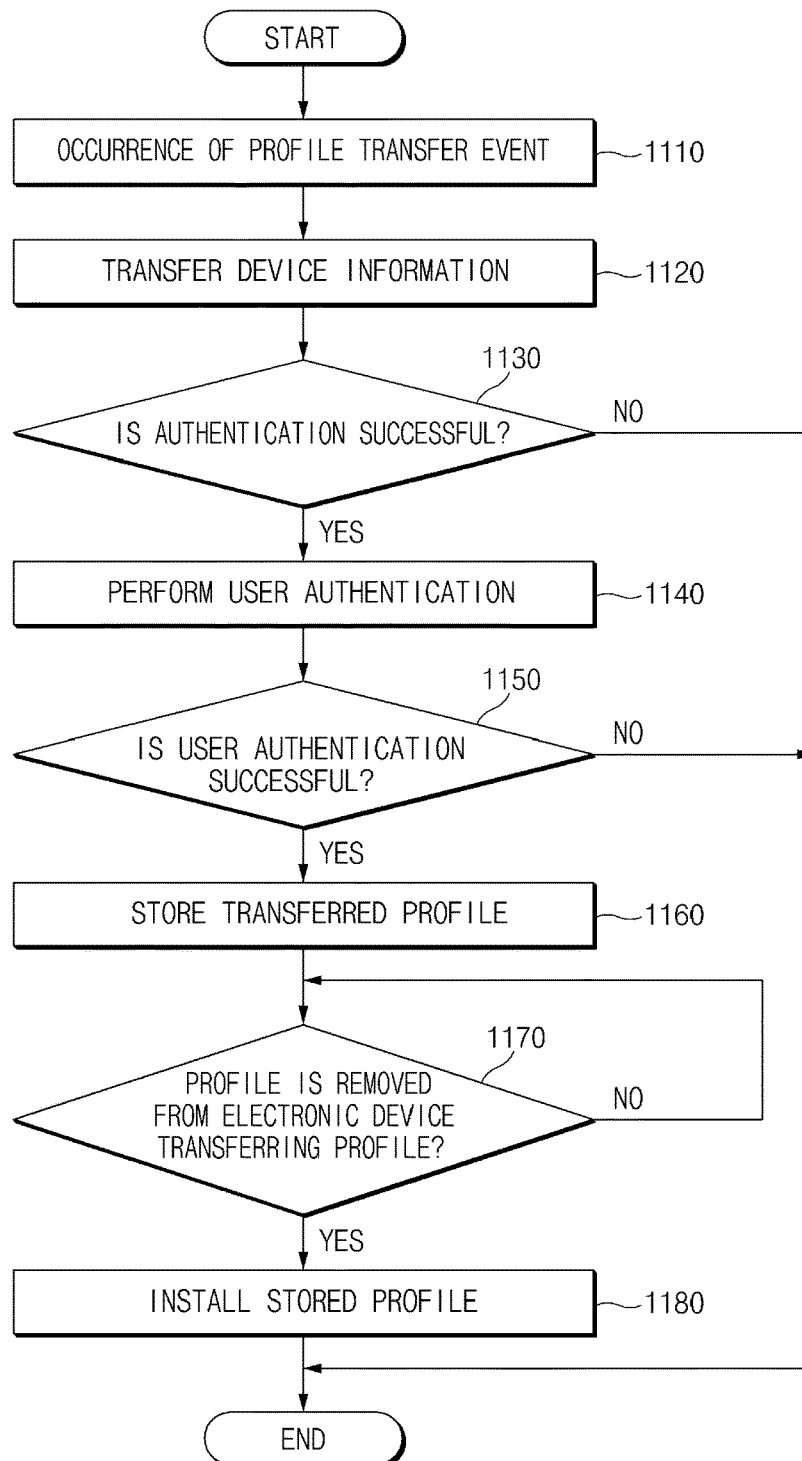 START
OCCURRENCE OF PROFILE TRANSFER EVENT
1110
TRANSFER DEVICE INFORMATION
1120
1130
IS AUTHENTICATION SUCCESSFUL?
NO
YES
PERFORM USER AUTHENTICATION
1140
1150
IS USER AUTHENTICATION
SUCCESSFUL?
NO
YES
STORE TRANSFERRED PROFILE
1160
1170
PROFILE IS REMOVED
FROM ELECTRONIC DEVICE
TRANSFERRING PROFILE?
NO
YES
INSTALL STORED PROFILE
1180
END